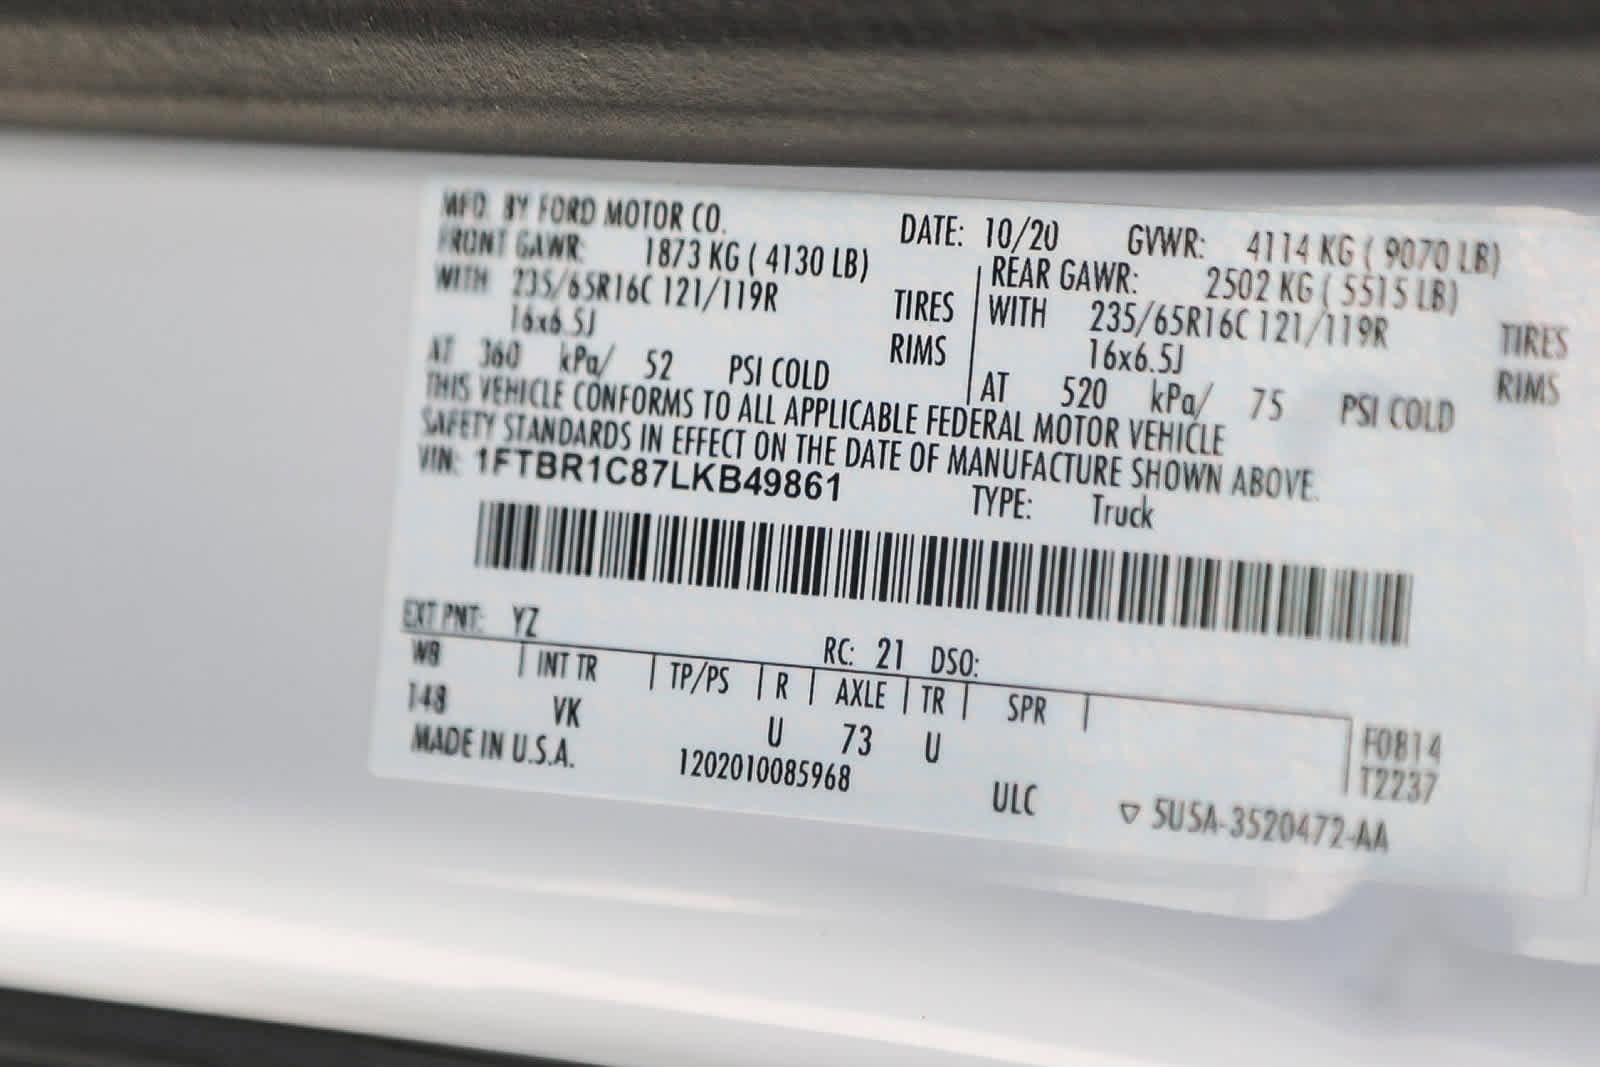 MFD. BY FORD MOTOR CO. DATE: 10/20 GVWR: 4114 KG ( 9070 LB)
FRONT GAWR: 1873 KG ( 4130 LB) REAR GAWR: 2502 KG ( 5515 LB)
WITH 235/65R16C 121/119R TIRES WITH 235/65R16C 121/119R TIRES
16x6.5J RIMS 16x6.5J RIMS
AT 360 kPa/ 52 PSI COLD AT 520 kPa/ 75 PSI COLD
THIS VEHICLE CONFORMS TO ALL APPLICABLE FEDERAL MOTOR VEHICLE
SAFETY STANDARDS IN EFFECT ON THE DATE OF MANUFACTURE SHOWN ABOVE.
VIN: 1FTBR1C87LKB49861 TYPE: Truck
EXT PNT: YZ RC: 21 DSO:
WB INT TR TP/PS R AXLE TR SPR
148 VK U 73 U F0814
T2237
MADE IN U.S.A. 1202010085968 ULC ▽ 5U5A-3520472-AA